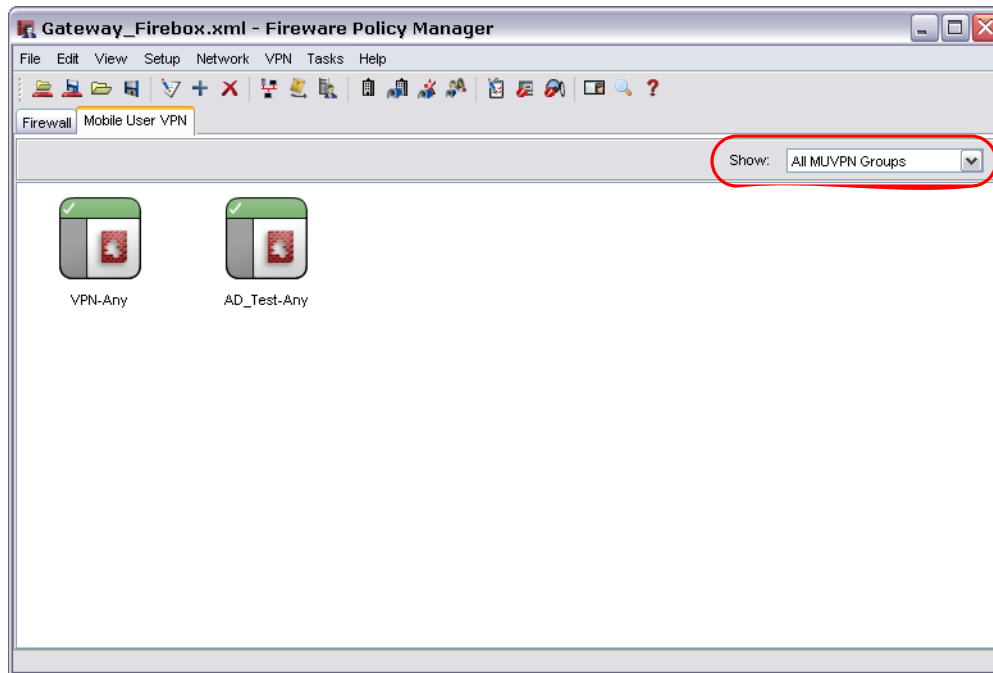 Gateway_Firebox.xml - Fireware Policy Manager
File Edit View Setup Network VPN Tasks Help
Firewall Mobile User VPN
Show: All MUVPN Groups
VPN-Any AD_Test-Any